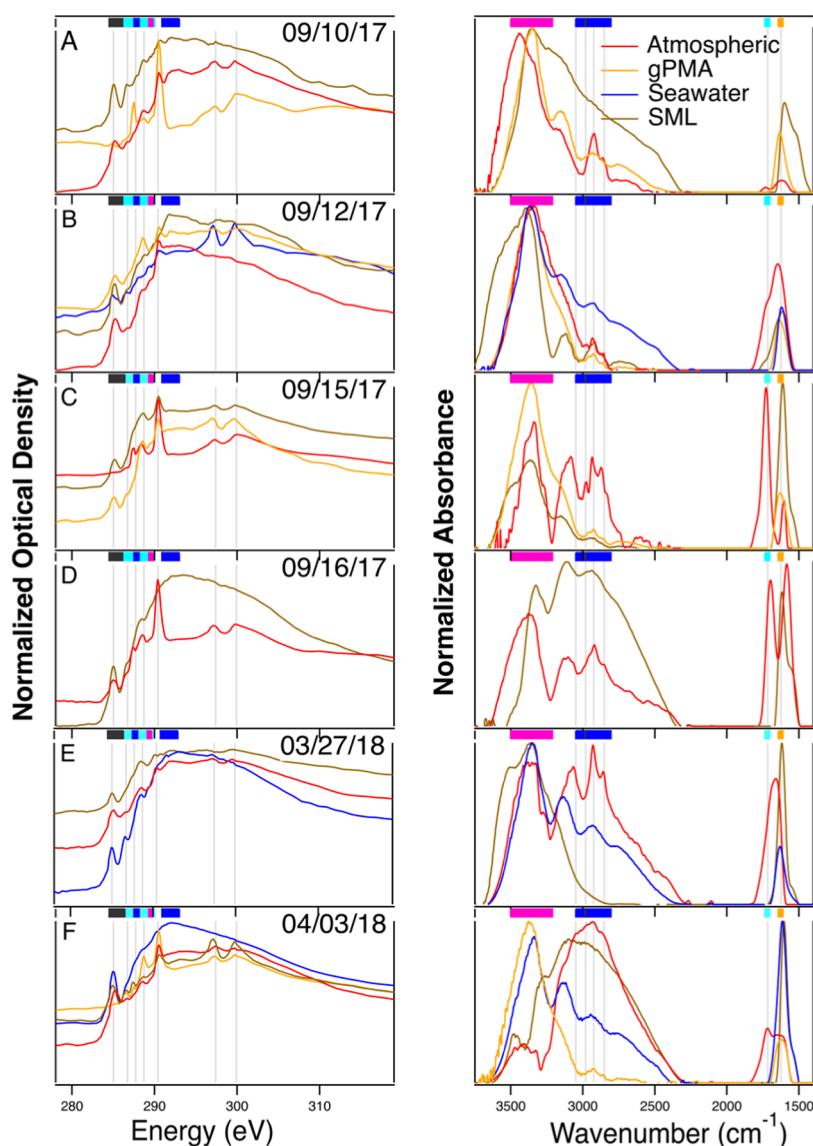 A 09/10/17
Atmospheric
gPMA
Seawater
SML
B 09/12/17
C 09/15/17
D 09/16/17
E 03/27/18
F 04/03/18
Normalized Optical Density
Normalized Absorbance
280 290 300 310
3500 3000 2500 2000 1500
Energy (eV)
Wavenumber (cm⁻¹)